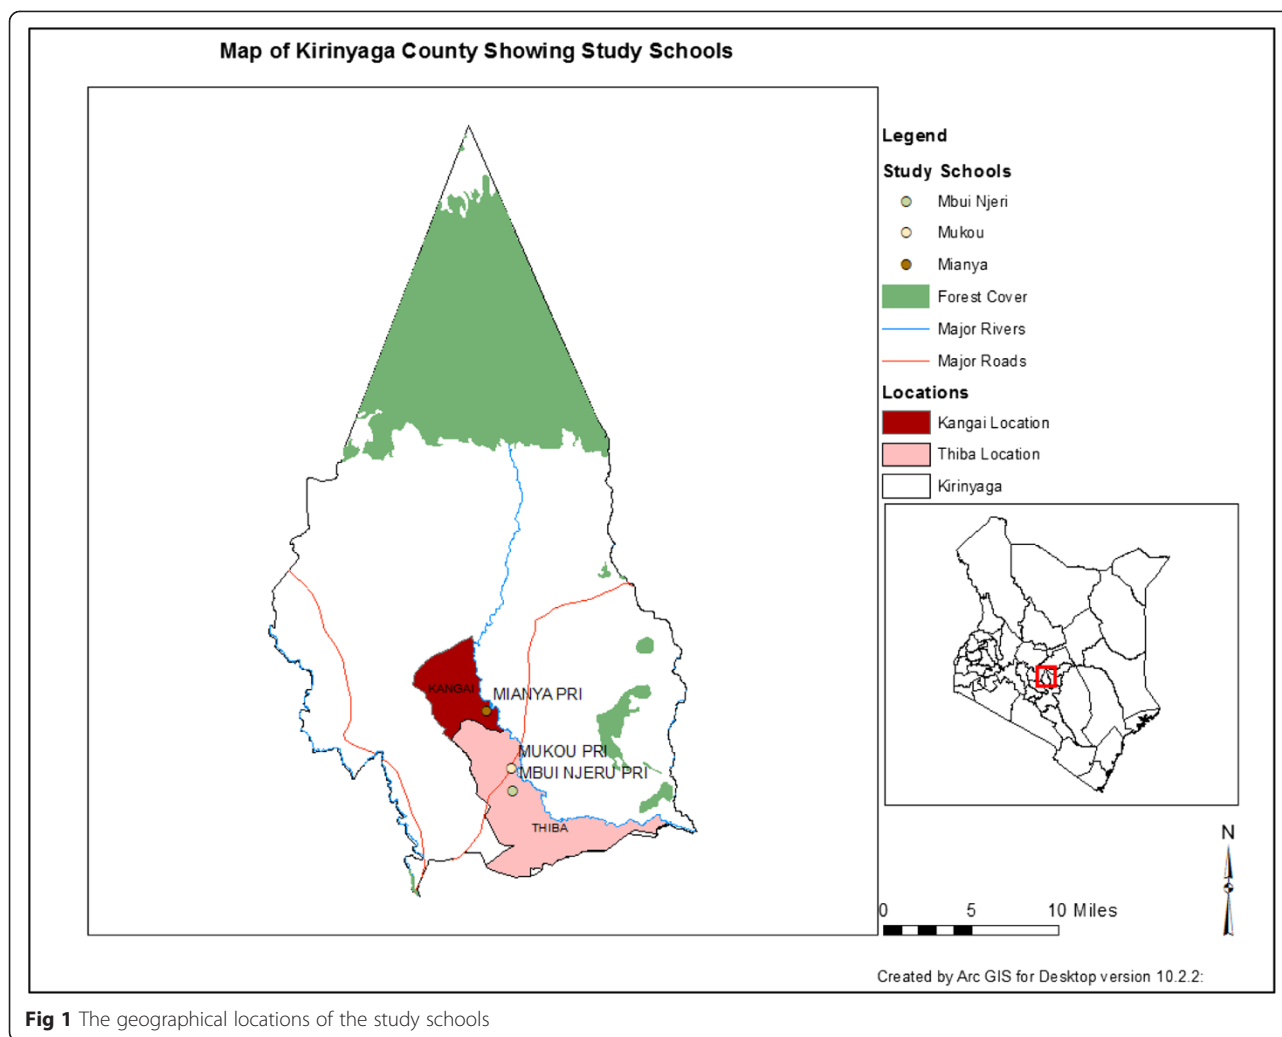 Map of Kirinyaga County Showing Study Schools
Legend
Study Schools
Mbui Njeri
Mukou
Mianya
Forest Cover
Major Rivers
Major Roads
Locations
Kangai Location
Thiba Location
Kirinyaga
KANGAI
MIANYA PRI
MUKOU PRI
MBUI NJERU PRI
THIBA
N
0 5 10 Miles
Created by Arc GIS for Desktop version 10.2.2:
Fig 1 The geographical locations of the study schools